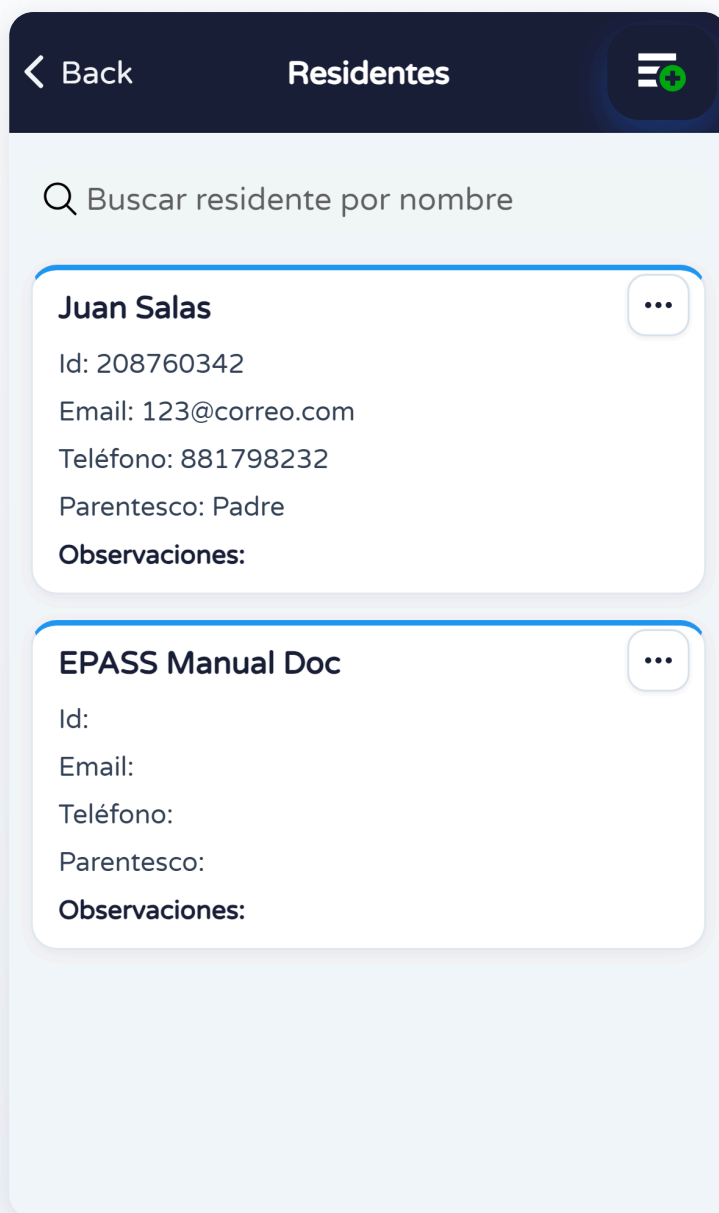 Back
Residentes
Buscar residente por nombre
Juan Salas
Id: 208760342
Email: 123@correo.com
Teléfono: 881798232
Parentesco: Padre
Observaciones:
EPASS Manual Doc
Id:
Email:
Teléfono:
Parentesco:
Observaciones: